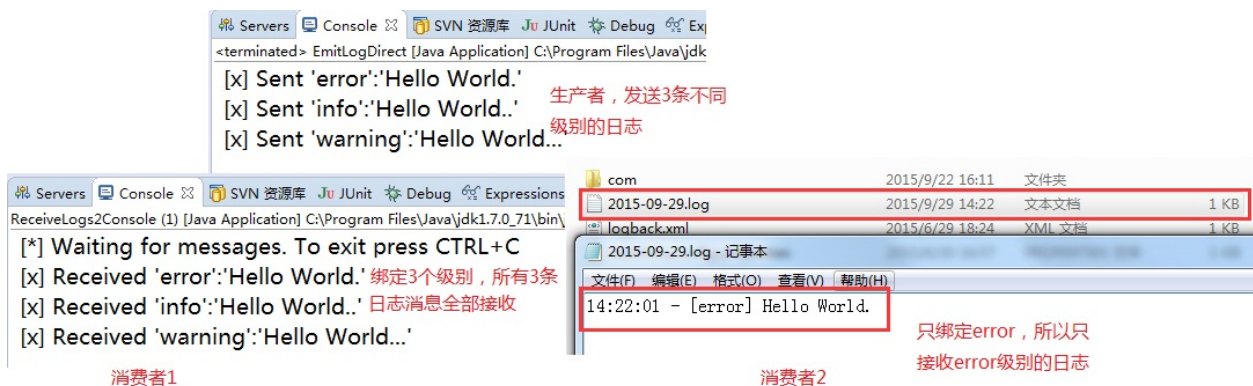 Servers Console SVN 资源库 JUnit Debug Ex
<terminated> EmitLogDirect [Java Application] C:\Program Files\Java\jdk
[x] Sent 'error':'Hello World.'
[x] Sent 'info':'Hello World..'
[x] Sent 'warning':'Hello World...'
生产者，发送3条不同
级别的日志
Servers Console SVN 资源库 JUnit Debug Expressions
ReceiveLogs2Console (1) [Java Application] C:\Program Files\Java\jdk1.7.0_71\bin\j
[*] Waiting for messages. To exit press CTRL+C
[x] Received 'error':'Hello World.'
[x] Received 'info':'Hello World..'
[x] Received 'warning':'Hello World...'
绑定3个级别，所有3条
日志消息全部接收
消费者1
com 2015/9/22 16:11 文件夹
2015-09-29.log 2015/9/29 14:22 文本文档 1 KB
logback.xml 2015/6/29 18:24 XML 文档 1 KB
2015-09-29.log - 记事本
文件(F) 编辑(E) 格式(O) 查看(V) 帮助(H)
14:22:01 - [error] Hello World.
只绑定error，所以只
接收error级别的日志
消费者2